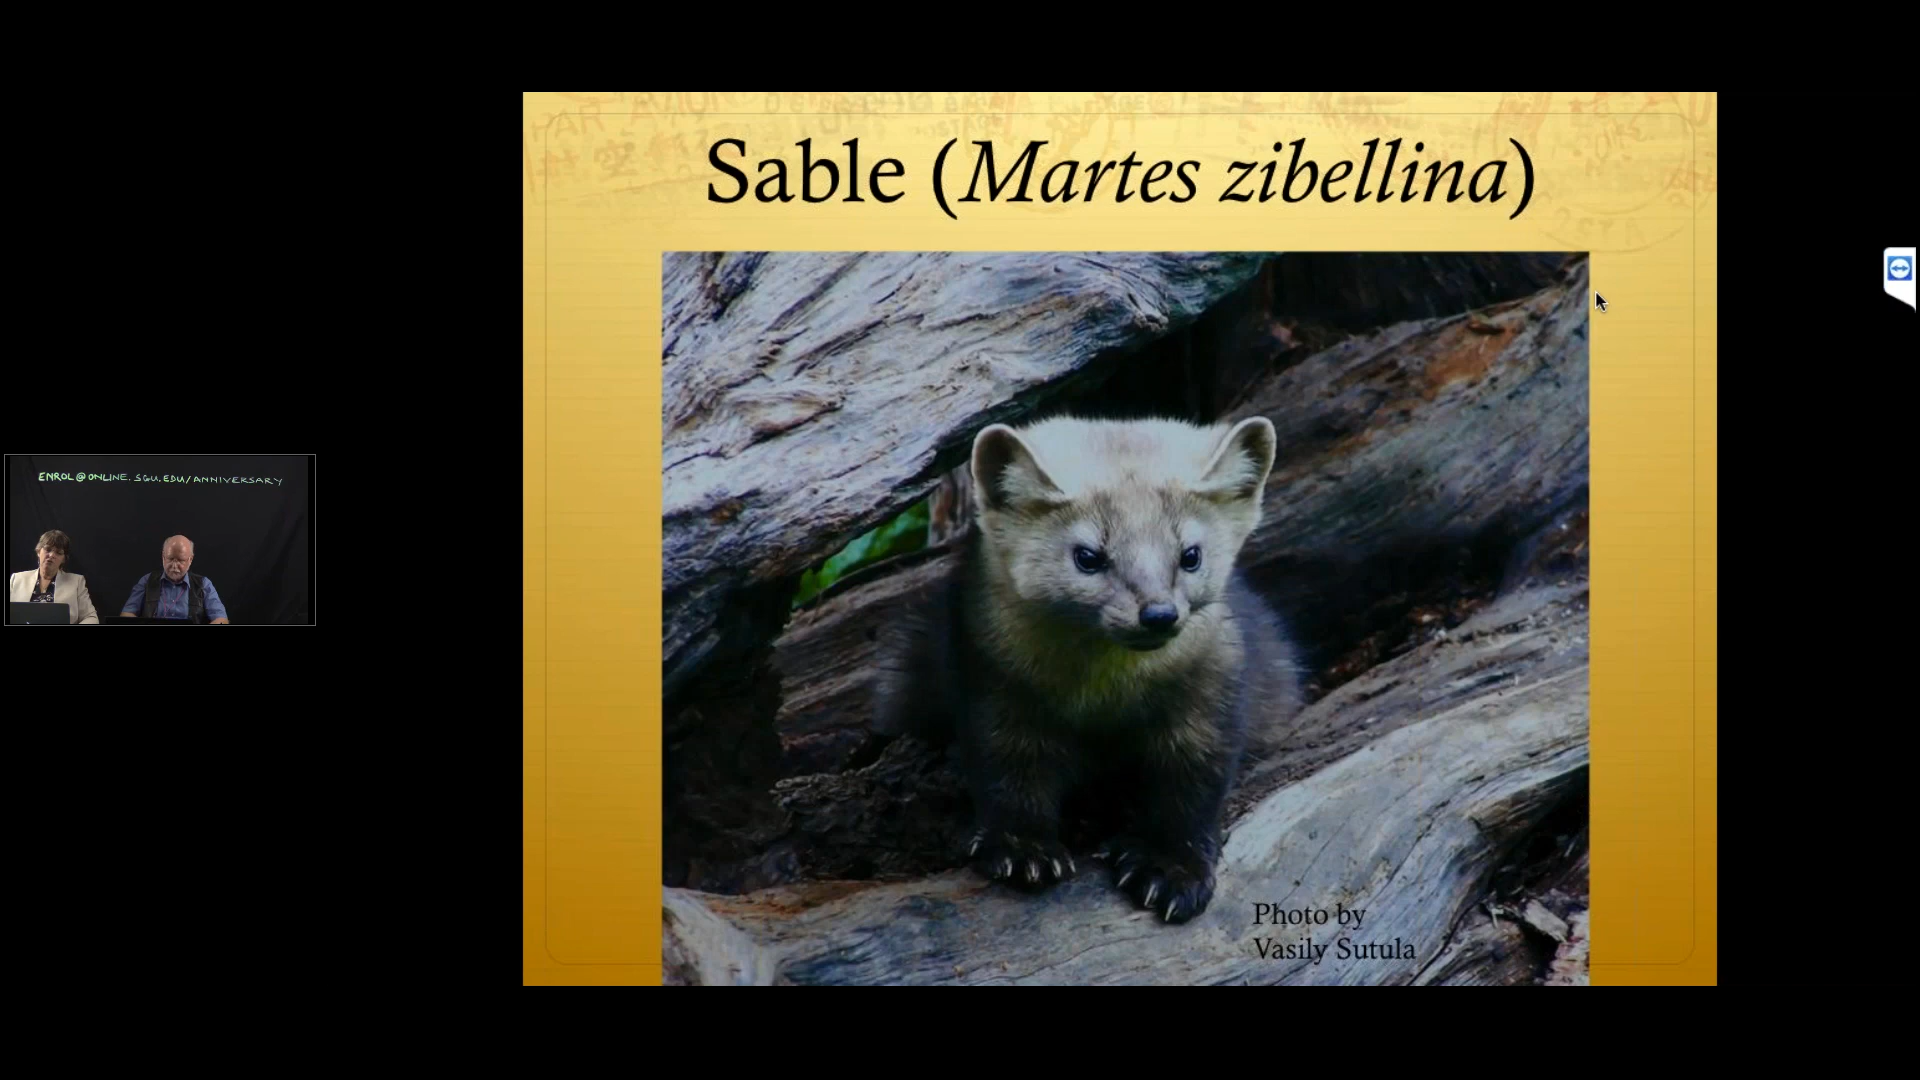 Sable (Martes zibellina)
ENROL@ONLINE.SGU.EDU/ANNIVERSARY
Photo by
Vasily Sutula